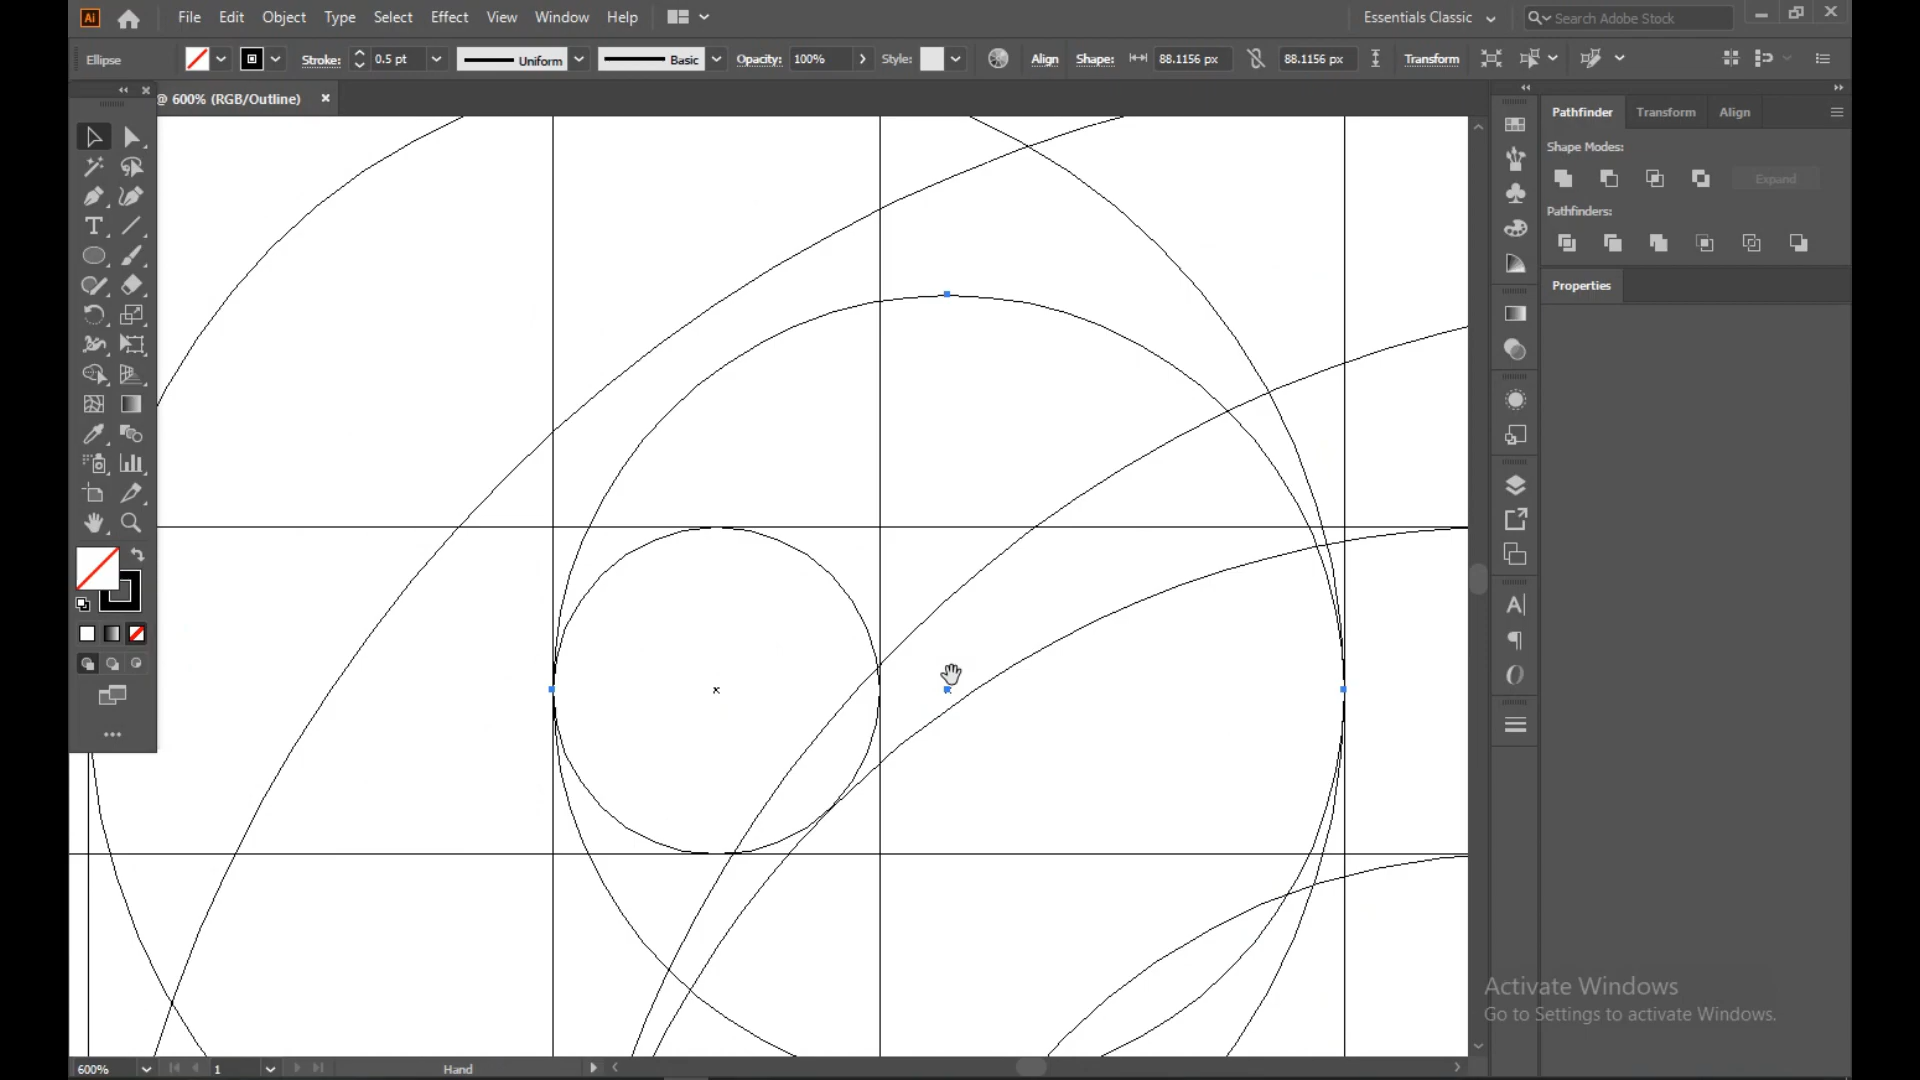 Ai File Edit Object Type Select Effect View Window Help Essentials Classic Search Adobe Stock
Ellipse Stroke: 0.5 pt Uniform Basic Opacity: 100% Style: Align Shape: 88.1156 px 88.1156 px Transform
@ 600% (RGB/Outline)
Pathfinder Transform Align
Shape Modes:
Expand
Pathfinders:
Properties
Activate Windows
Go to Settings to activate Windows.
600% 1 Hand